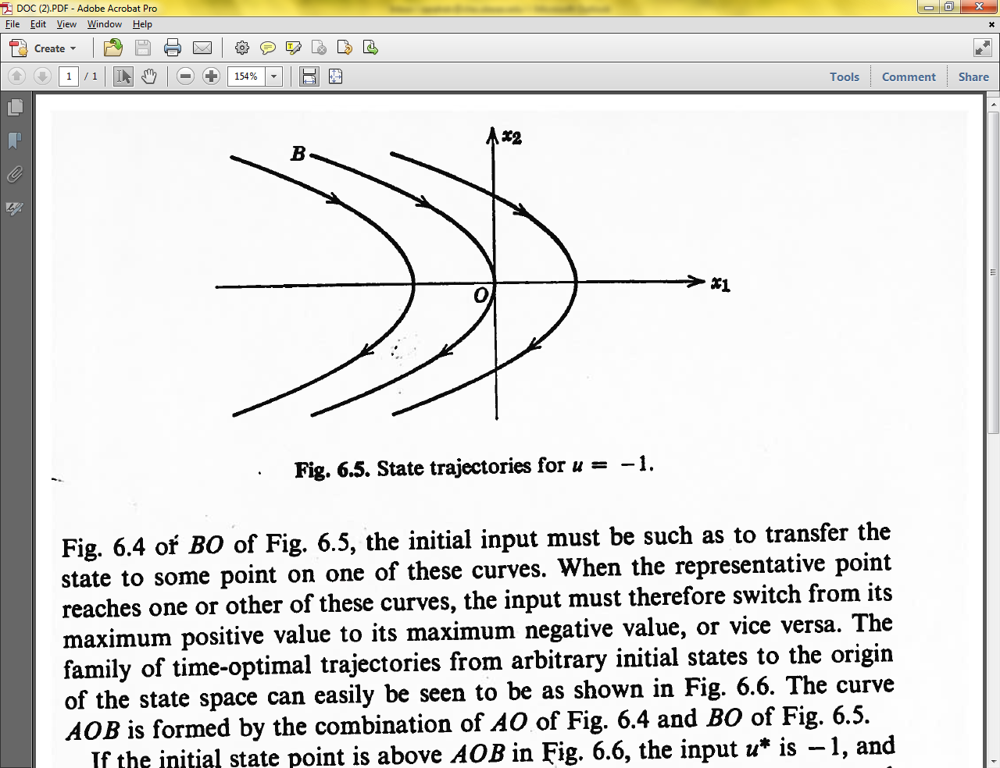 DOC (2).PDF - Adobe Acrobat Pro
File Edit View Window Help
Create
1 / 1 154% Tools Comment Share
x2
B
x1
O
Fig. 6.5. State trajectories for u = −1.
Fig. 6.4 or BO of Fig. 6.5, the initial input must be such as to transfer the
state to some point on one of these curves. When the representative point
reaches one or other of these curves, the input must therefore switch from its
maximum positive value to its maximum negative value, or vice versa. The
family of time-optimal trajectories from arbitrary initial states to the origin
of the state space can easily be seen to be as shown in Fig. 6.6. The curve
AOB is formed by the combination of AO of Fig. 6.4 and BO of Fig. 6.5.
If the initial state point is above AOB in Fig. 6.6, the input u* is −1, and